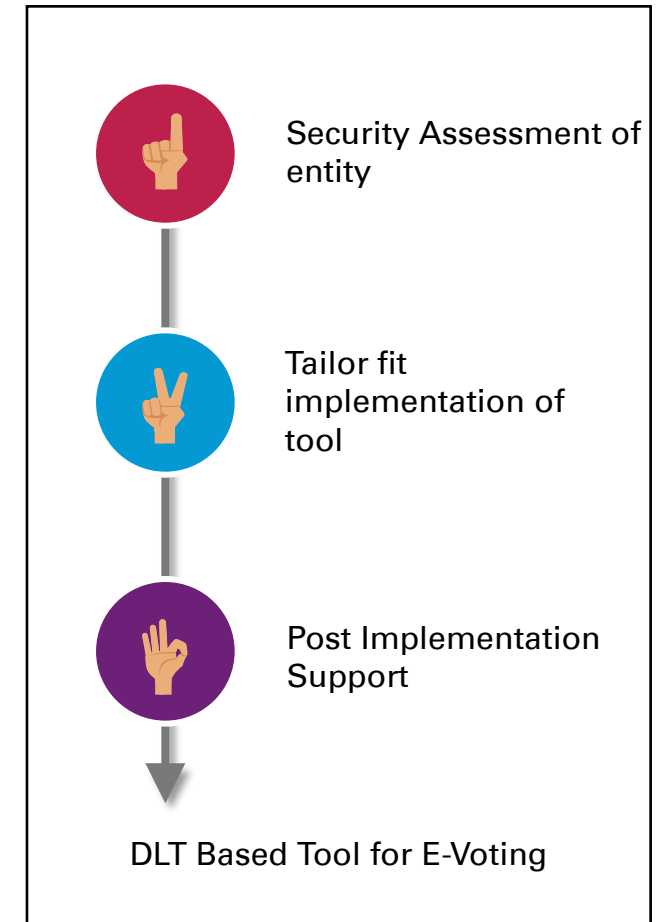 Security Assessment of
entity
Tailor fit
implementation of
tool
Post Implementation
Support
DLT Based Tool for E-Voting